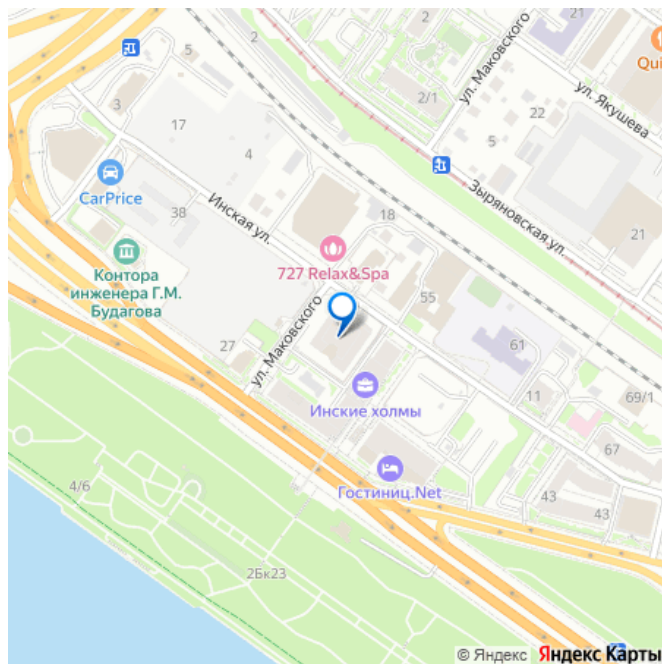 2
21
Qui
5
2
3
ул. Маковского
2/1
ул. Якушева
22
17
4
5
CarPrice
Инская ул.
38
18
Зыряновская ул.
21
Контора
инженера Г.М.
Будагова
727 Relax&Spa
55
61
27
ул. Маковского
11
69/1
Инские холмы
67
Гостиниц.Net
4/6
43
43
2Бк23
© Яндекс Яндекс Карты